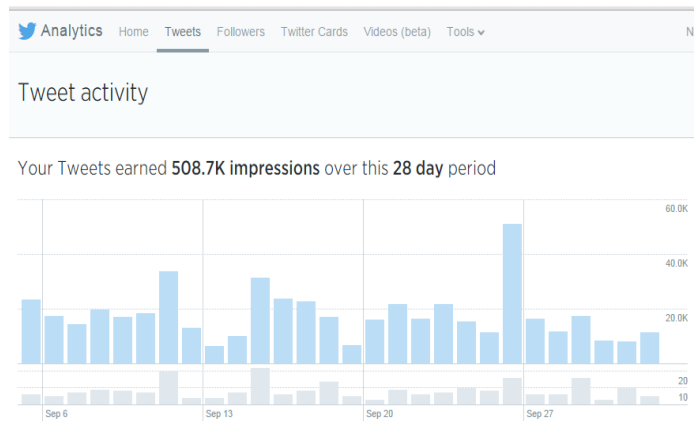 Analytics Home Tweets Followers Twitter Cards Videos (beta) Tools N
Tweet activity
Your Tweets earned 508.7K impressions over this 28 day period
60.0K
40.0K
20.0K
20
10
Sep 6 Sep 13 Sep 20 Sep 27